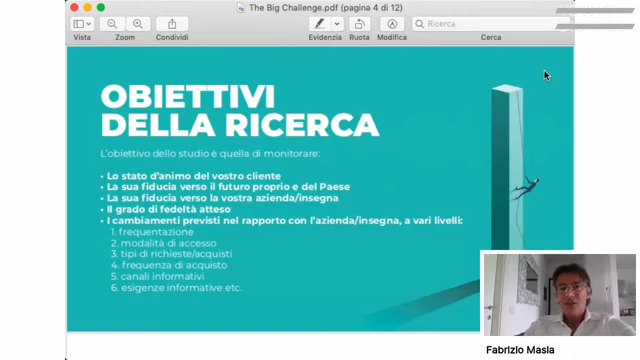 The Big Challenge.pdf (pagina 4 di 12)
Vista
Zoom
Condividi
Evidenzia
Ruota
Modifica
Ricerca
Cerca
OBIETTIVI
DELLA RICERCA
L'obiettivo dello studio è quella di monitorare:
• Lo stato d'animo del vostro cliente
• La sua fiducia verso il futuro proprio e del Paese
• La sua fiducia verso la vostra azienda/insegna
• Il grado di fedeltà atteso
• I cambiamenti previsti nel rapporto con l'azienda/insegna, a vari livelli:
1. frequentazione
2. modalità di accesso
3. tipi di richieste/acquisti
4. frequenza di acquisto
5. canali informativi
6. esigenze informative etc.
Fabrizio Masia